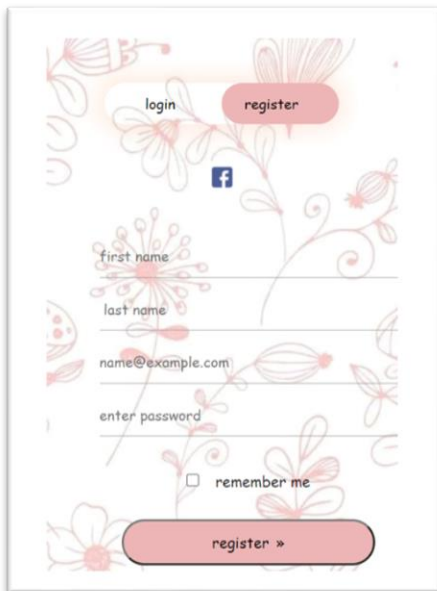 login register
first name
last name
name@example.com
enter password
remember me
register »